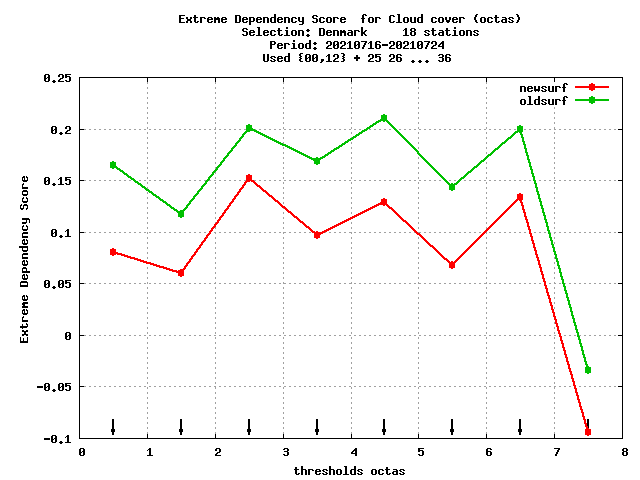 Extreme Dependency Score  for Cloud cover (octas)
Selection: Denmark     18 stations
Period: 20210716-20210724
Used {00,12} + 25 26 ... 36
newsurf
oldsurf
0.25
0.2
0.15
0.1
0.05
0
-0.05
-0.1
Extreme Dependency Score
0 1 2 3 4 5 6 7 8
thresholds octas